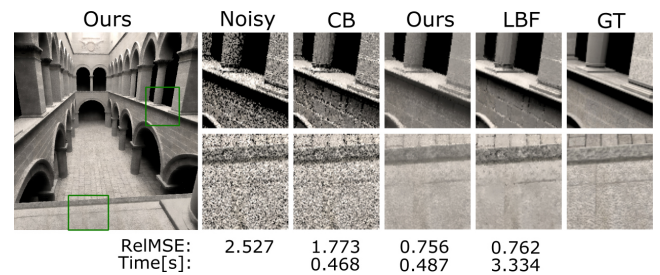 Ours Noisy CB Ours LBF GT
RelMSE: 2.527 1.773 0.756 0.762
Time[s]: 0.468 0.487 3.334